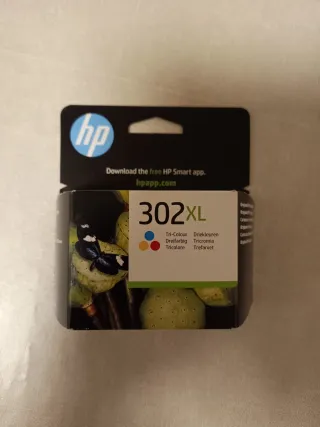 hp
Download the free HP Smart app.
hpapp.com
302XL
Tri-Colour Driekleuren
Dreifarbig Tricromia
Tricolore Trefarvet